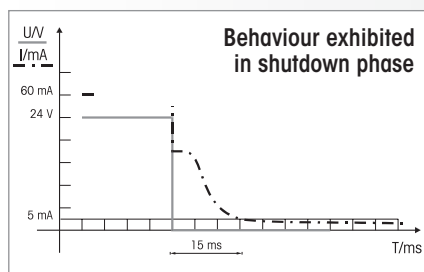 Behaviour exhibited
in shutdown phase
U/V
I/mA
60 mA
24 V
5 mA
15 ms
T/ms